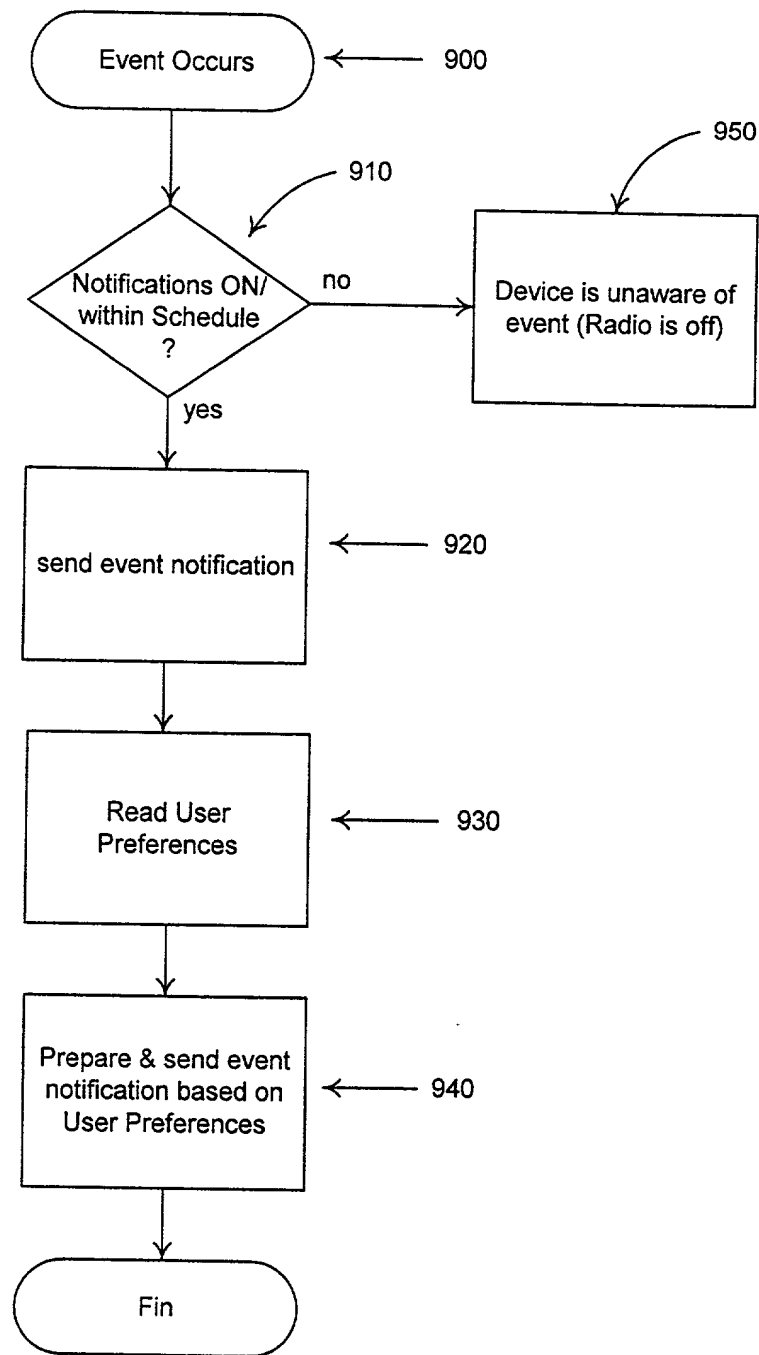 Event Occurs
900
950
910
Notifications ON/
within Schedule
?
no
Device is unaware of
event (Radio is off)
yes
send event notification
920
Read User
Preferences
930
Prepare & send event
notification based on
User Preferences
940
Fin